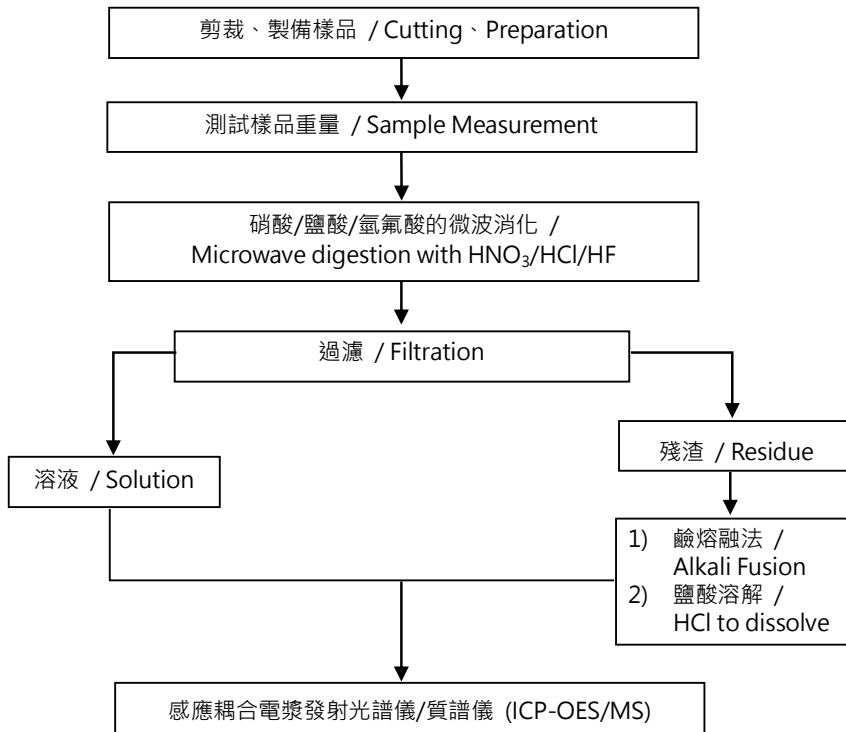 剪裁、製備樣品 / Cutting、Preparation
測試樣品重量 / Sample Measurement
硝酸/鹽酸/氫氟酸的微波消化 /
Microwave digestion with HNO₃/HCl/HF
過濾 / Filtration
殘渣 / Residue
溶液 / Solution
1) 鹼熔融法 /
Alkali Fusion
2) 鹽酸溶解 /
HCl to dissolve
感應耦合電漿發射光譜儀/質譜儀 (ICP-OES/MS)